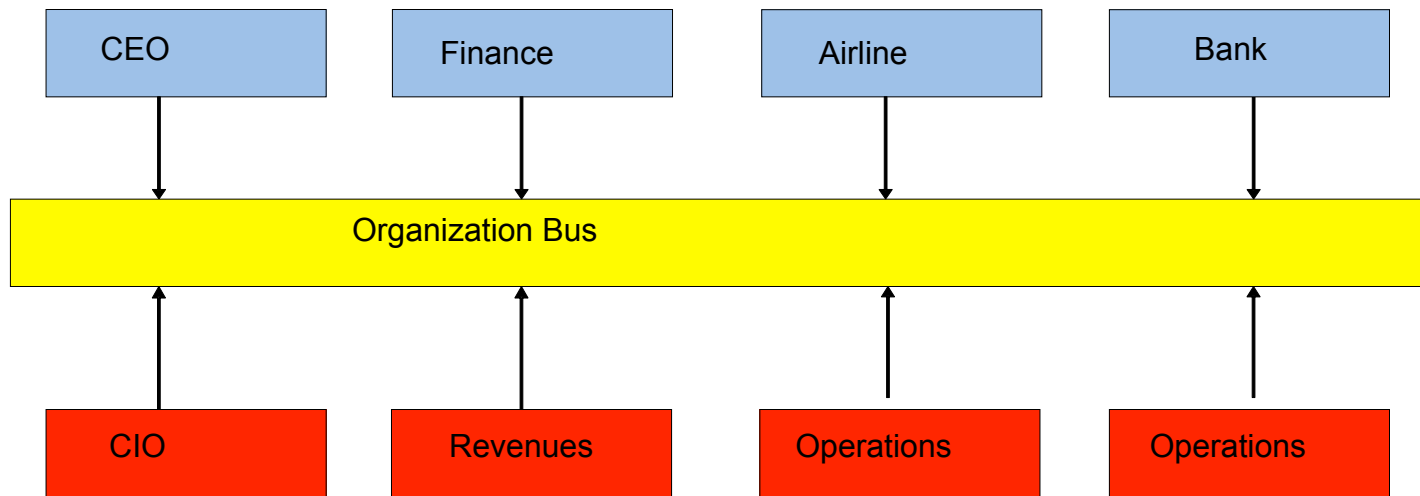 CEO
Finance
Airline
Bank
Organization Bus
CIO
Revenues
Operations
Operations